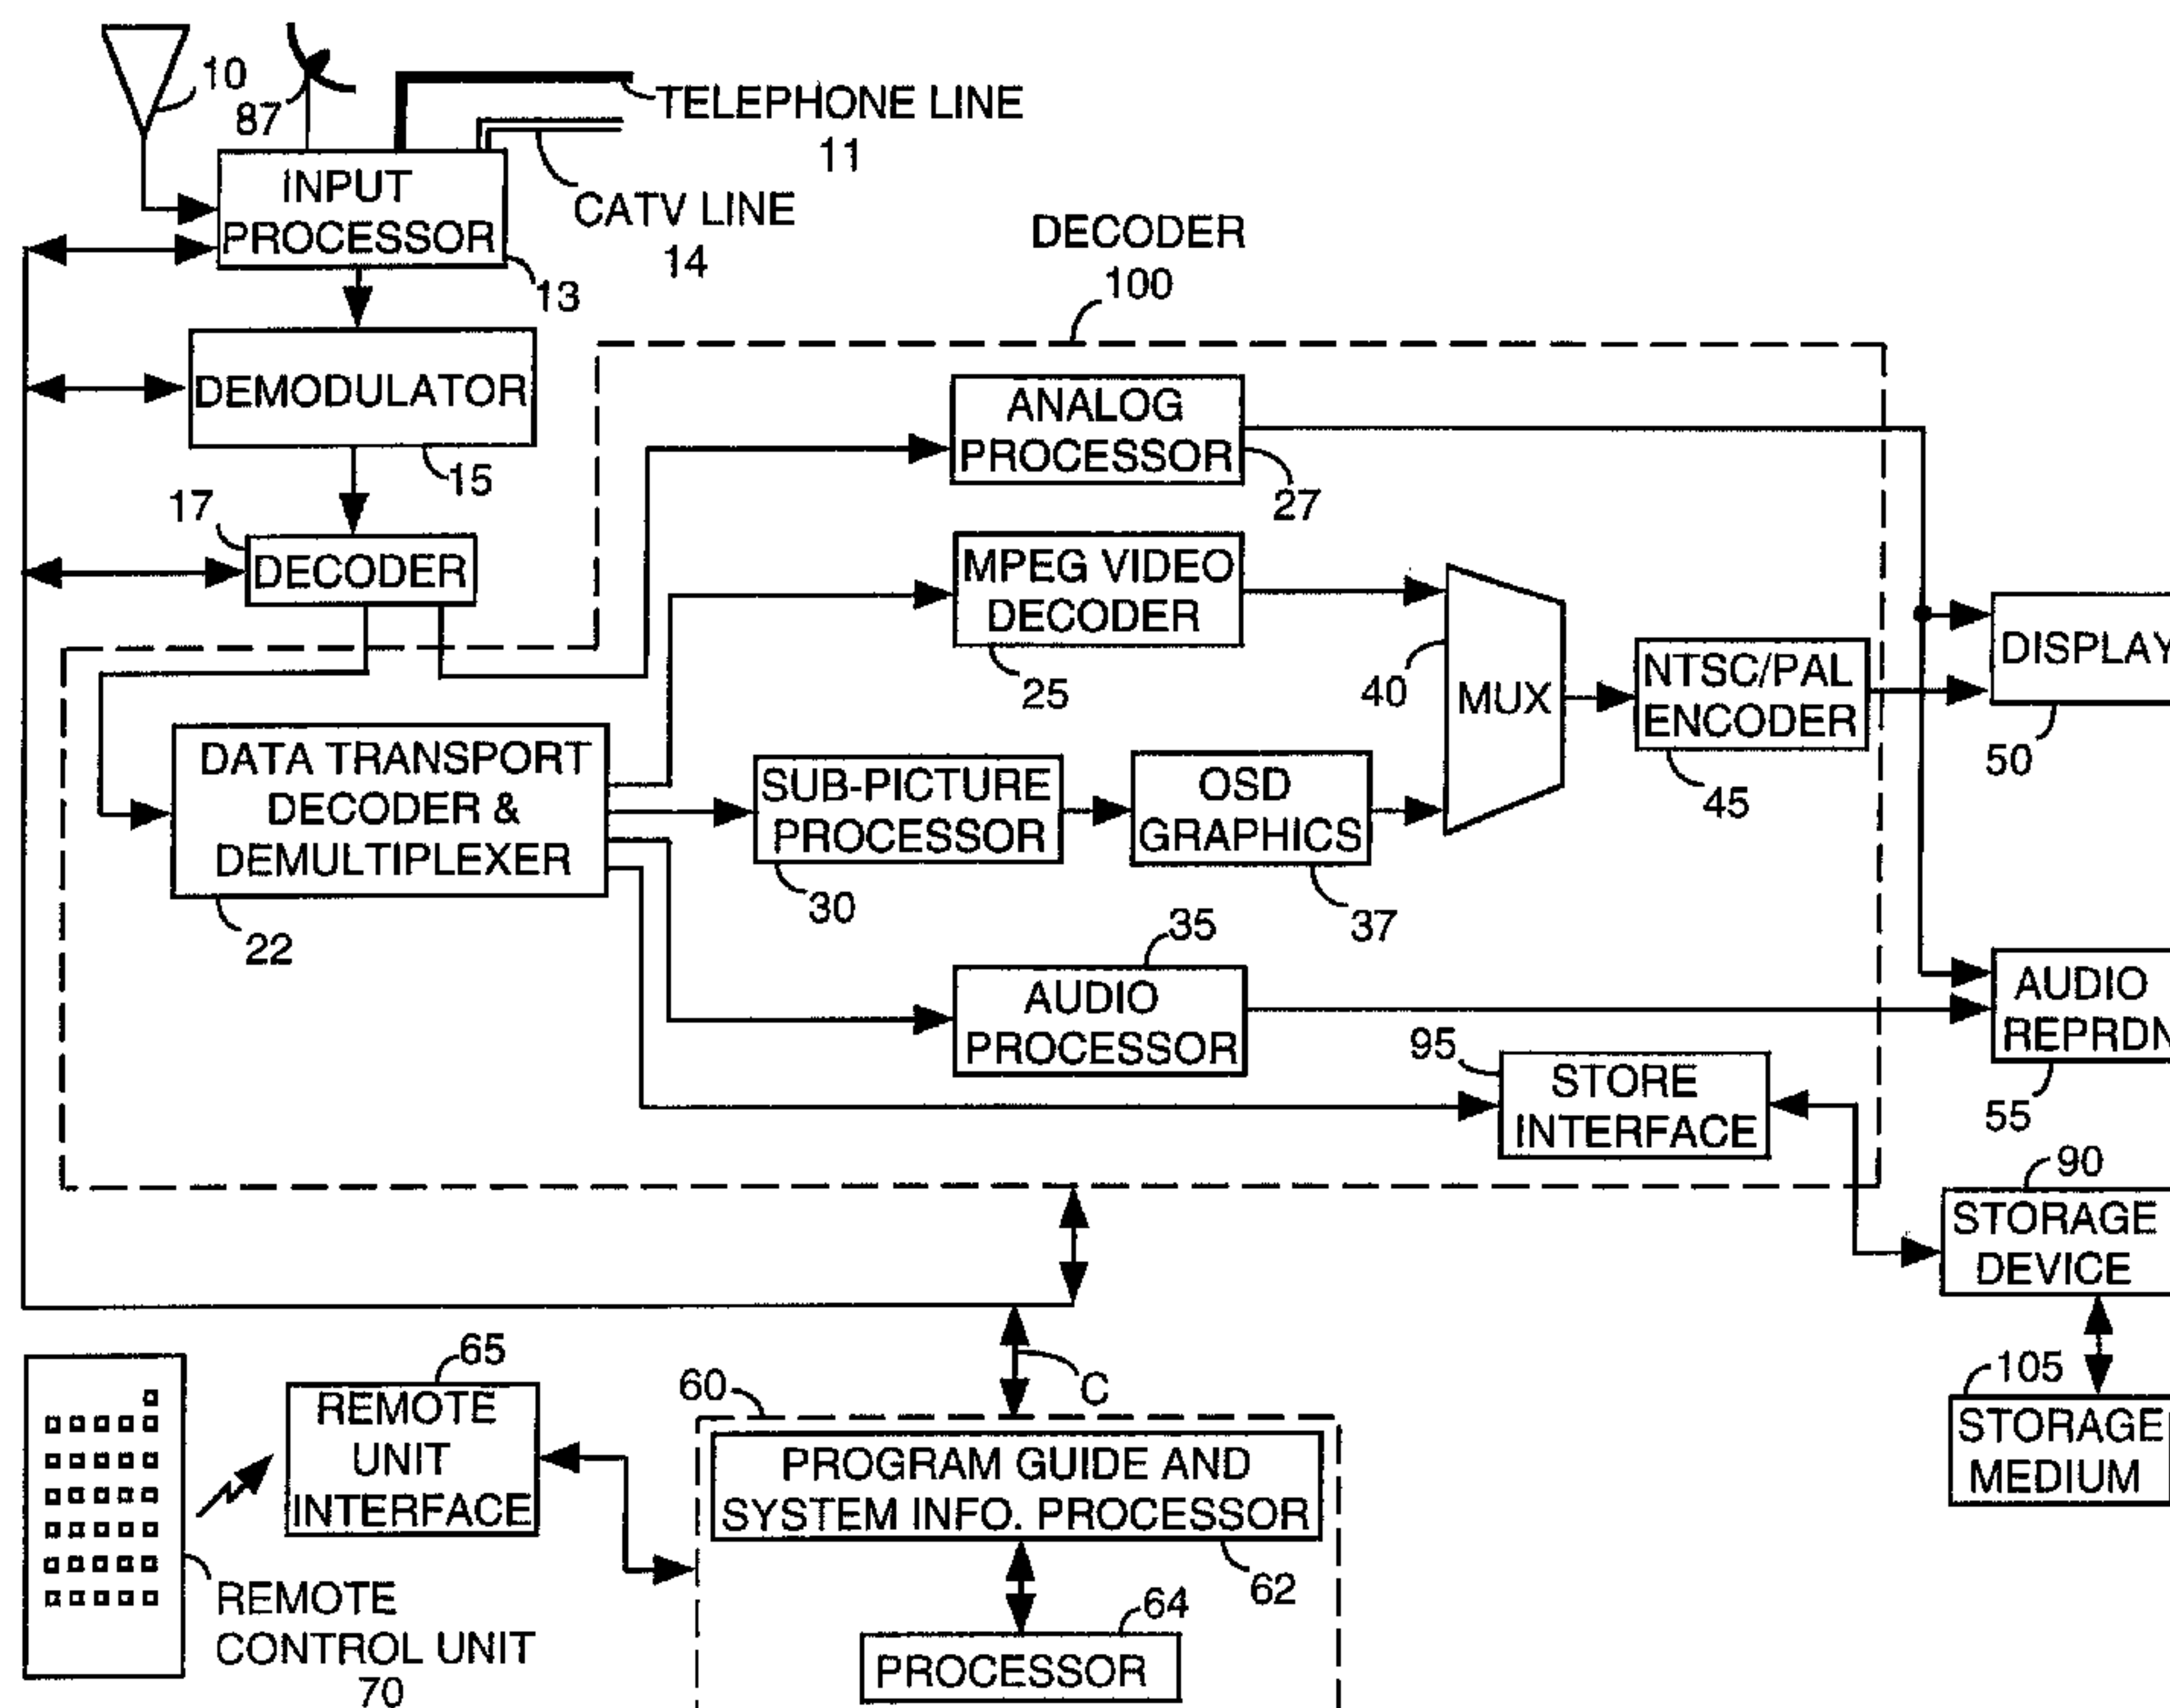 10
87
TELEPHONE LINE
11
INPUT
PROCESSOR
13
CATV LINE
14
DECODER
100
DEMODULATOR
15
ANALOG
PROCESSOR
27
17
DECODER
MPEG VIDEO
DECODER
25
40
MUX
NTSC/PAL
ENCODER
45
DISPLAY
50
DATA TRANSPORT
DECODER &
DEMULTIPLEXER
22
SUB-PICTURE
PROCESSOR
30
OSD
GRAPHICS
37
35
AUDIO
PROCESSOR
AUDIO
REPRDN
55
95
STORE
INTERFACE
90
STORAGE
DEVICE
105
STORAGE
MEDIUM
65
REMOTE
UNIT
INTERFACE
REMOTE
CONTROL UNIT
70
60
C
PROGRAM GUIDE AND
SYSTEM INFO. PROCESSOR
62
64
PROCESSOR